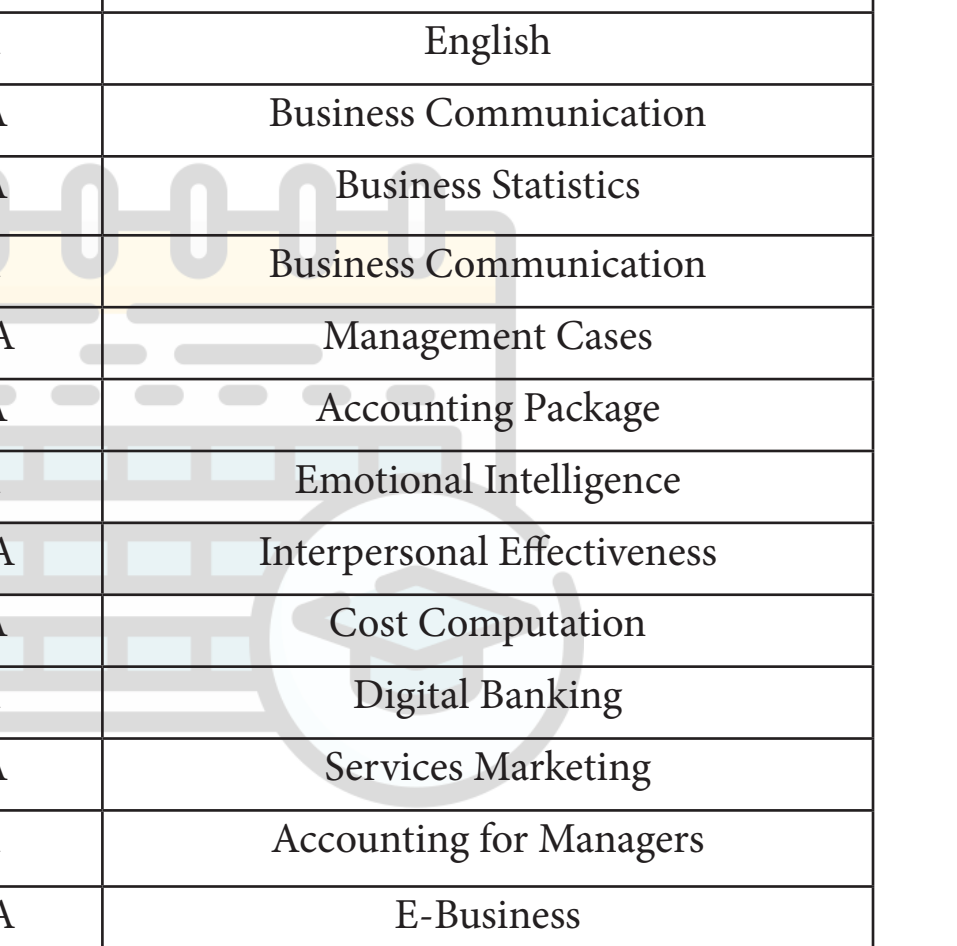 English
A Business Communication
A Business Statistics
Business Communication
A Management Cases
A Accounting Package
Emotional Intelligence
A Interpersonal Effectiveness
A Cost Computation
Digital Banking
A Services Marketing
Accounting for Managers
A E-Business